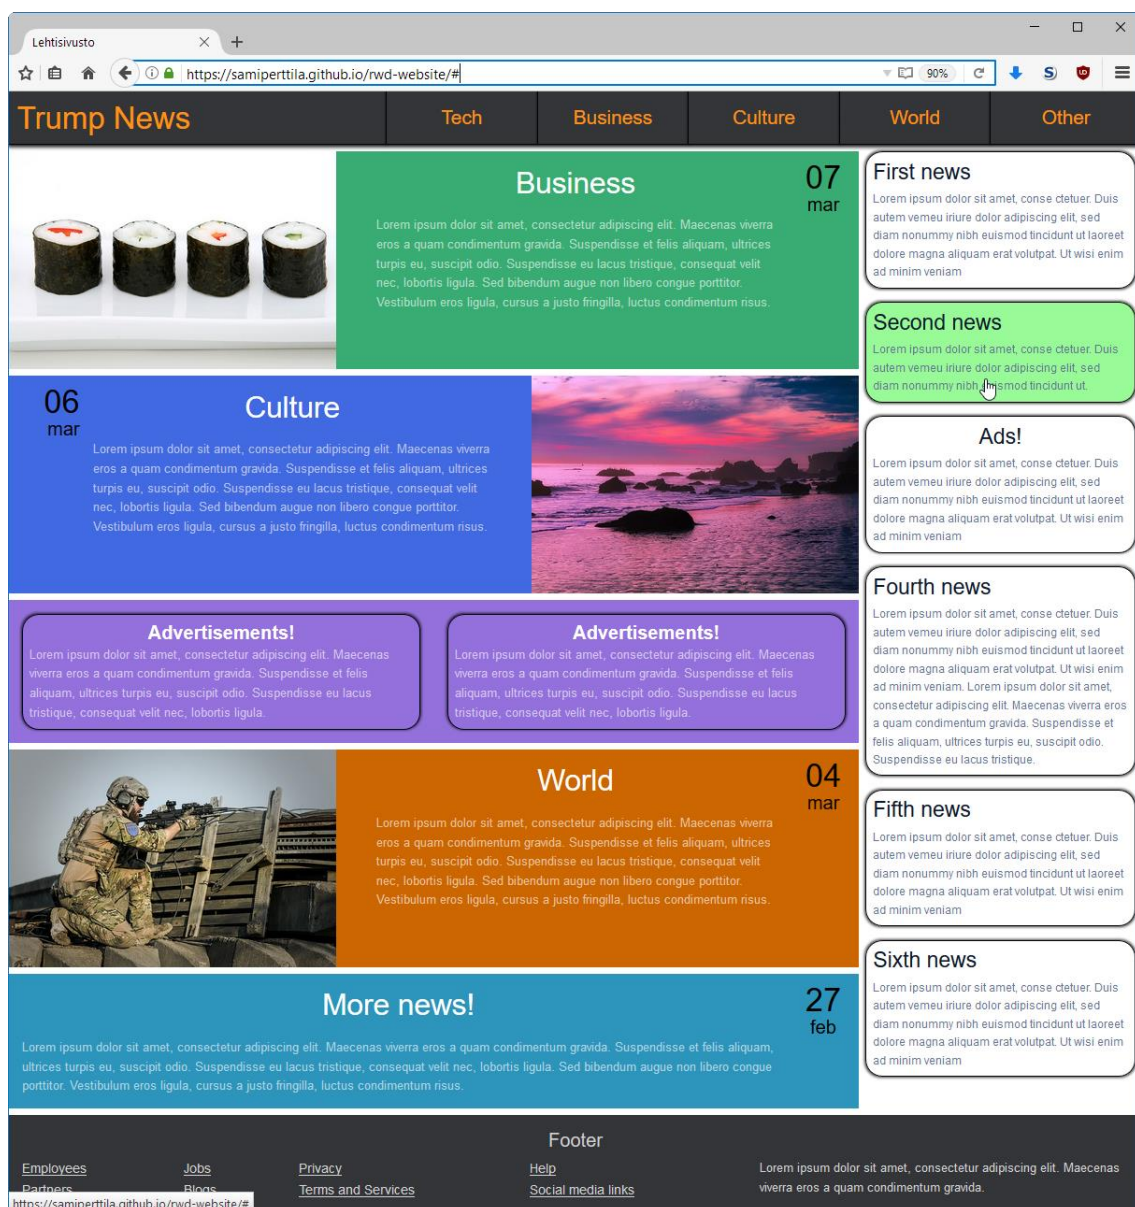 Lehtisivusto
https://samiperttila.github.io/rwd-website/#
90%
Trump News
Tech
Business
Culture
World
Other
Business
07
mar
Lorem ipsum dolor sit amet, consectetur adipiscing elit. Maecenas viverra
eros a quam condimentum gravida. Suspendisse et felis aliquam, ultrices
turpis eu, suscipit odio. Suspendisse eu lacus tristique, consequat velit
nec, lobortis ligula. Sed bibendum augue non libero congue porttitor.
Vestibulum eros ligula, cursus a justo fringilla, luctus condimentum risus.
06
mar
Culture
Lorem ipsum dolor sit amet, consectetur adipiscing elit. Maecenas viverra
eros a quam condimentum gravida. Suspendisse et felis aliquam, ultrices
turpis eu, suscipit odio. Suspendisse eu lacus tristique, consequat velit
nec, lobortis ligula. Sed bibendum augue non libero congue porttitor.
Vestibulum eros ligula, cursus a justo fringilla, luctus condimentum risus.
Advertisements!
Lorem ipsum dolor sit amet, consectetur adipiscing elit. Maecenas
viverra eros a quam condimentum gravida. Suspendisse et felis
aliquam, ultrices turpis eu, suscipit odio. Suspendisse eu lacus
tristique, consequat velit nec, lobortis ligula.
Advertisements!
Lorem ipsum dolor sit amet, consectetur adipiscing elit. Maecenas
viverra eros a quam condimentum gravida. Suspendisse et felis
aliquam, ultrices turpis eu, suscipit odio. Suspendisse eu lacus
tristique, consequat velit nec, lobortis ligula.
World
04
mar
Lorem ipsum dolor sit amet, consectetur adipiscing elit. Maecenas viverra
eros a quam condimentum gravida. Suspendisse et felis aliquam, ultrices
turpis eu, suscipit odio. Suspendisse eu lacus tristique, consequat velit
nec, lobortis ligula. Sed bibendum augue non libero congue porttitor.
Vestibulum eros ligula, cursus a justo fringilla, luctus condimentum risus.
More news!
27
feb
Lorem ipsum dolor sit amet, consectetur adipiscing elit. Maecenas viverra eros a quam condimentum gravida. Suspendisse et felis aliquam,
ultrices turpis eu, suscipit odio. Suspendisse eu lacus tristique, consequat velit nec, lobortis ligula. Sed bibendum augue non libero congue
porttitor. Vestibulum eros ligula, cursus a justo fringilla, luctus condimentum risus.
First news
Lorem ipsum dolor sit amet, conse ctetuer. Duis
autem vemeu iriure dolor adipiscing elit, sed
diam nonummy nibh euismod tincidunt ut laoreet
dolore magna aliquam erat volutpat. Ut wisi enim
ad minim veniam
Second news
Lorem ipsum dolor sit amet, conse ctetuer. Duis
autem vemeu iriure dolor adipiscing elit, sed
diam nonummy nibh euismod tincidunt ut.
Ads!
Lorem ipsum dolor sit amet, conse ctetuer. Duis
autem vemeu iriure dolor adipiscing elit, sed
diam nonummy nibh euismod tincidunt ut laoreet
dolore magna aliquam erat volutpat. Ut wisi enim
ad minim veniam
Fourth news
Lorem ipsum dolor sit amet, conse ctetuer. Duis
autem vemeu iriure dolor adipiscing elit, sed
diam nonummy nibh euismod tincidunt ut laoreet
dolore magna aliquam erat volutpat. Ut wisi enim
ad minim veniam. Lorem ipsum dolor sit amet,
consectetur adipiscing elit. Maecenas viverra eros
a quam condimentum gravida. Suspendisse et
felis aliquam, ultrices turpis eu, suscipit odio.
Suspendisse eu lacus tristique.
Fifth news
Lorem ipsum dolor sit amet, conse ctetuer. Duis
autem vemeu iriure dolor adipiscing elit, sed
diam nonummy nibh euismod tincidunt ut laoreet
dolore magna aliquam erat volutpat. Ut wisi enim
ad minim veniam
Sixth news
Lorem ipsum dolor sit amet, conse ctetuer. Duis
autem vemeu iriure dolor adipiscing elit, sed
diam nonummy nibh euismod tincidunt ut laoreet
dolore magna aliquam erat volutpat. Ut wisi enim
ad minim veniam
Footer
Employees
Partners
Jobs
Blogs
Privacy
Terms and Services
Help
Social media links
Lorem ipsum dolor sit amet, consectetur adipiscing elit. Maecenas
viverra eros a quam condimentum gravida.
https://samiperttila.github.io/rwd-website/#